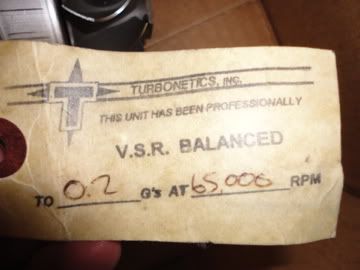 TURBONETICS, INC.
THIS UNIT HAS BEEN PROFESSIONALLY
V.S.R. BALANCED
TO 0.2 G's AT 65,000 RPM